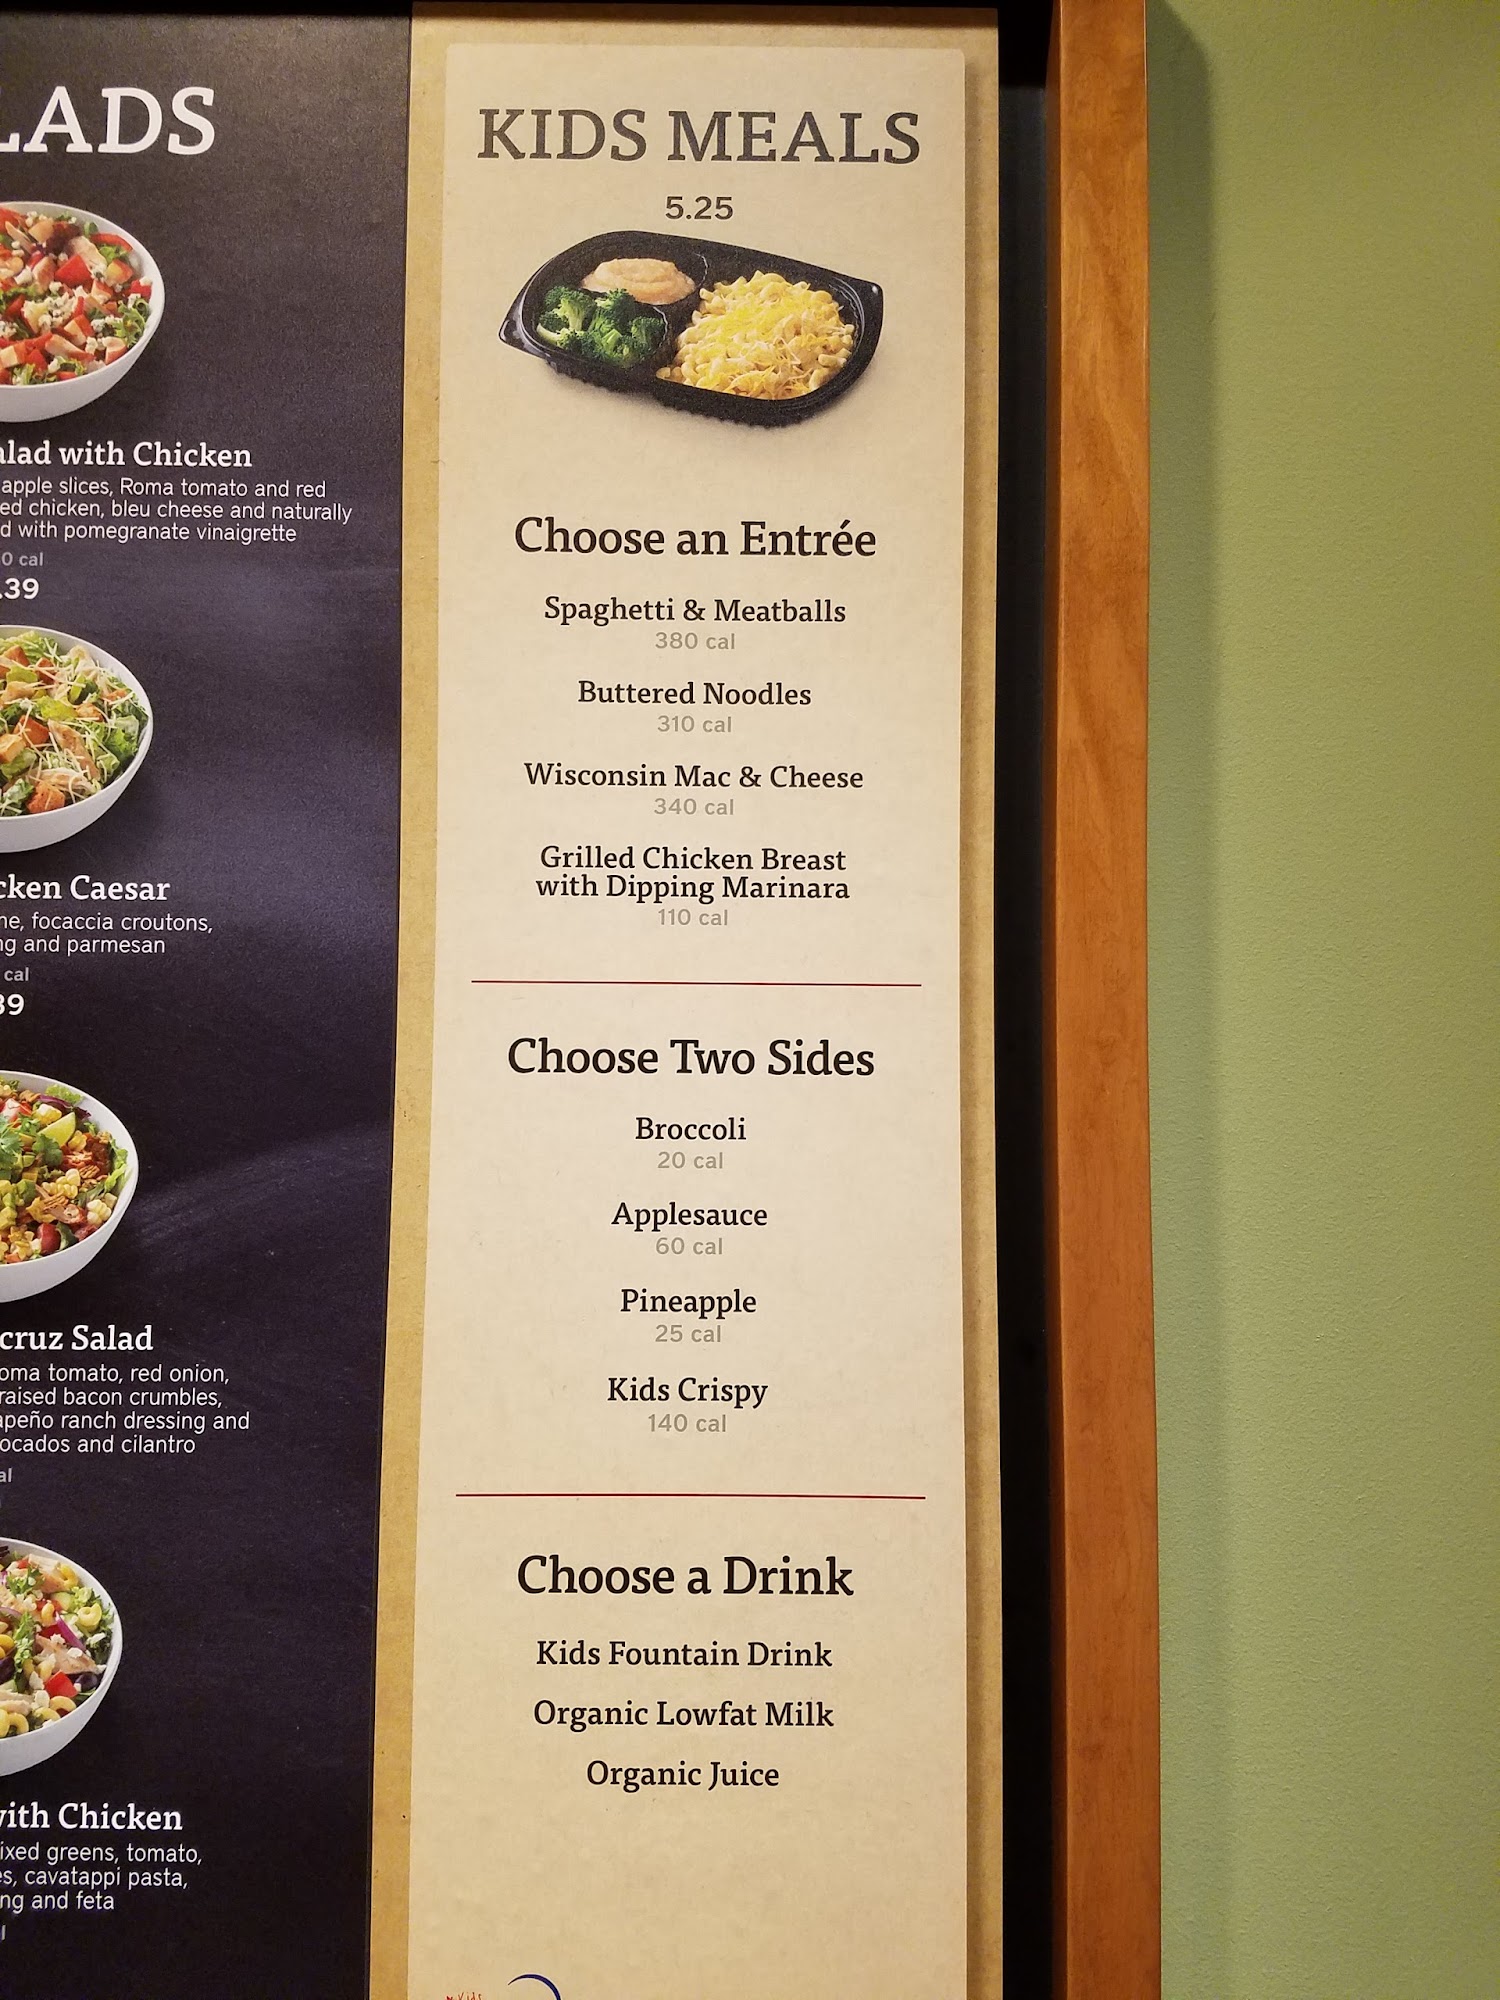 LADS
alad with Chicken
apple slices, Roma tomato and red
ed chicken, bleu cheese and naturally
d with pomegranate vinaigrette
0 cal
.39
cken Caesar
ne, focaccia croutons,
ng and parmesan
cal
39
cruz Salad
oma tomato, red onion,
raised bacon crumbles,
apeño ranch dressing and
ocados and cilantro
al
with Chicken
ixed greens, tomato,
es, cavatappi pasta,
ng and feta
l
KIDS MEALS
5.25
Choose an Entrée
Spaghetti & Meatballs
380 cal
Buttered Noodles
310 cal
Wisconsin Mac & Cheese
340 cal
Grilled Chicken Breast
with Dipping Marinara
110 cal
Choose Two Sides
Broccoli
20 cal
Applesauce
60 cal
Pineapple
25 cal
Kids Crispy
140 cal
Choose a Drink
Kids Fountain Drink
Organic Lowfat Milk
Organic Juice
Kids